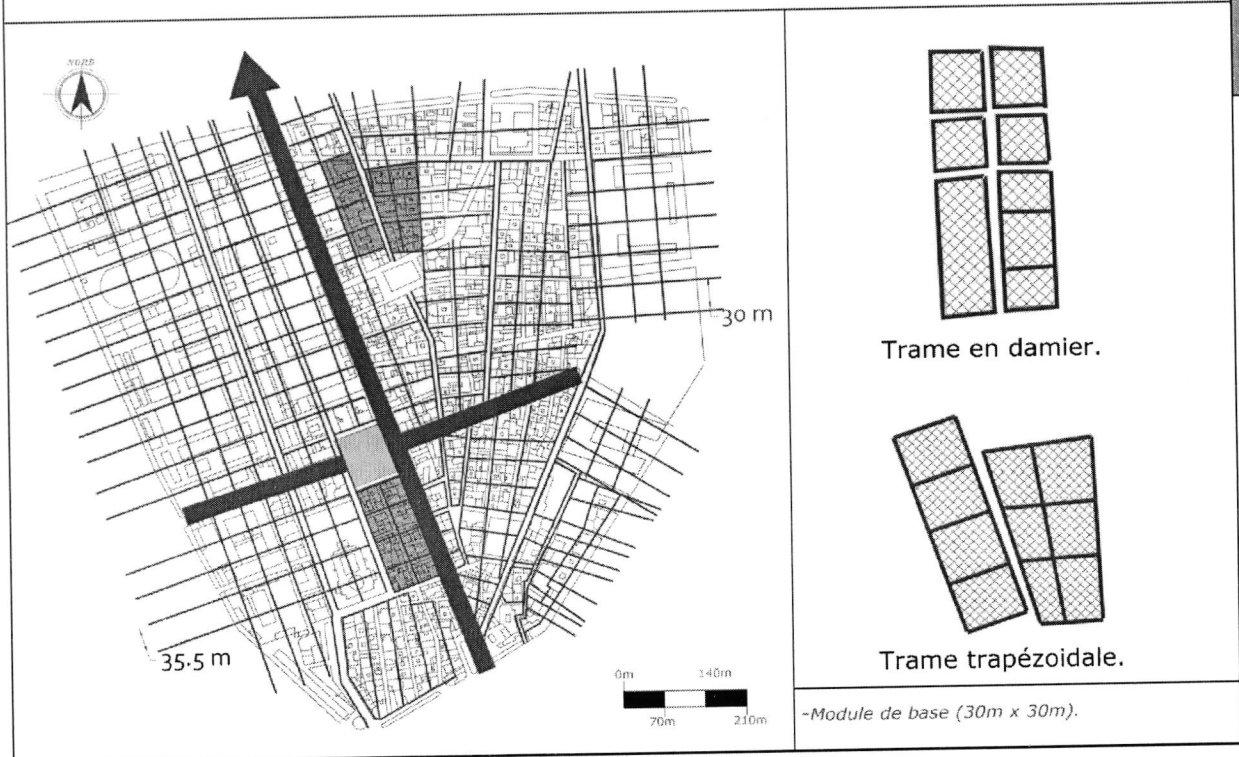 NORD
30 m
35.5 m
0m 140m
70m 210m
Trame en damier.
Trame trapézoidale.
-Module de base (30m x 30m).